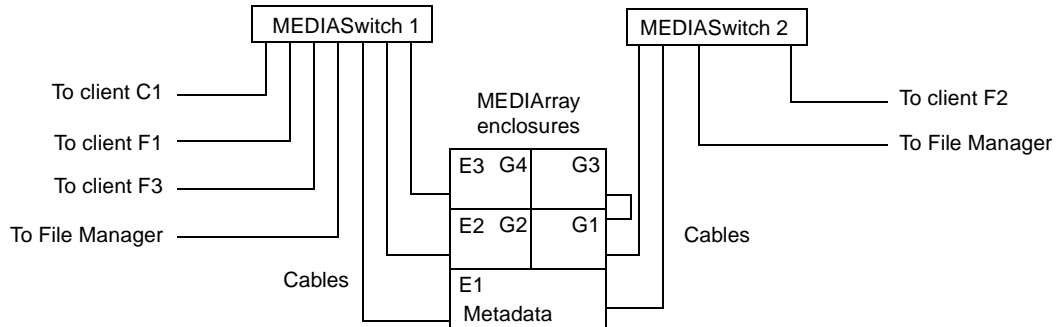 MEDIASwitch 1
MEDIASwitch 2
To client C1
To client F1
To client F3
To File Manager
Cables
MEDIArray
enclosures
E3 G4 G3
E2 G2 G1
E1
Metadata
Cables
To client F2
To File Manager